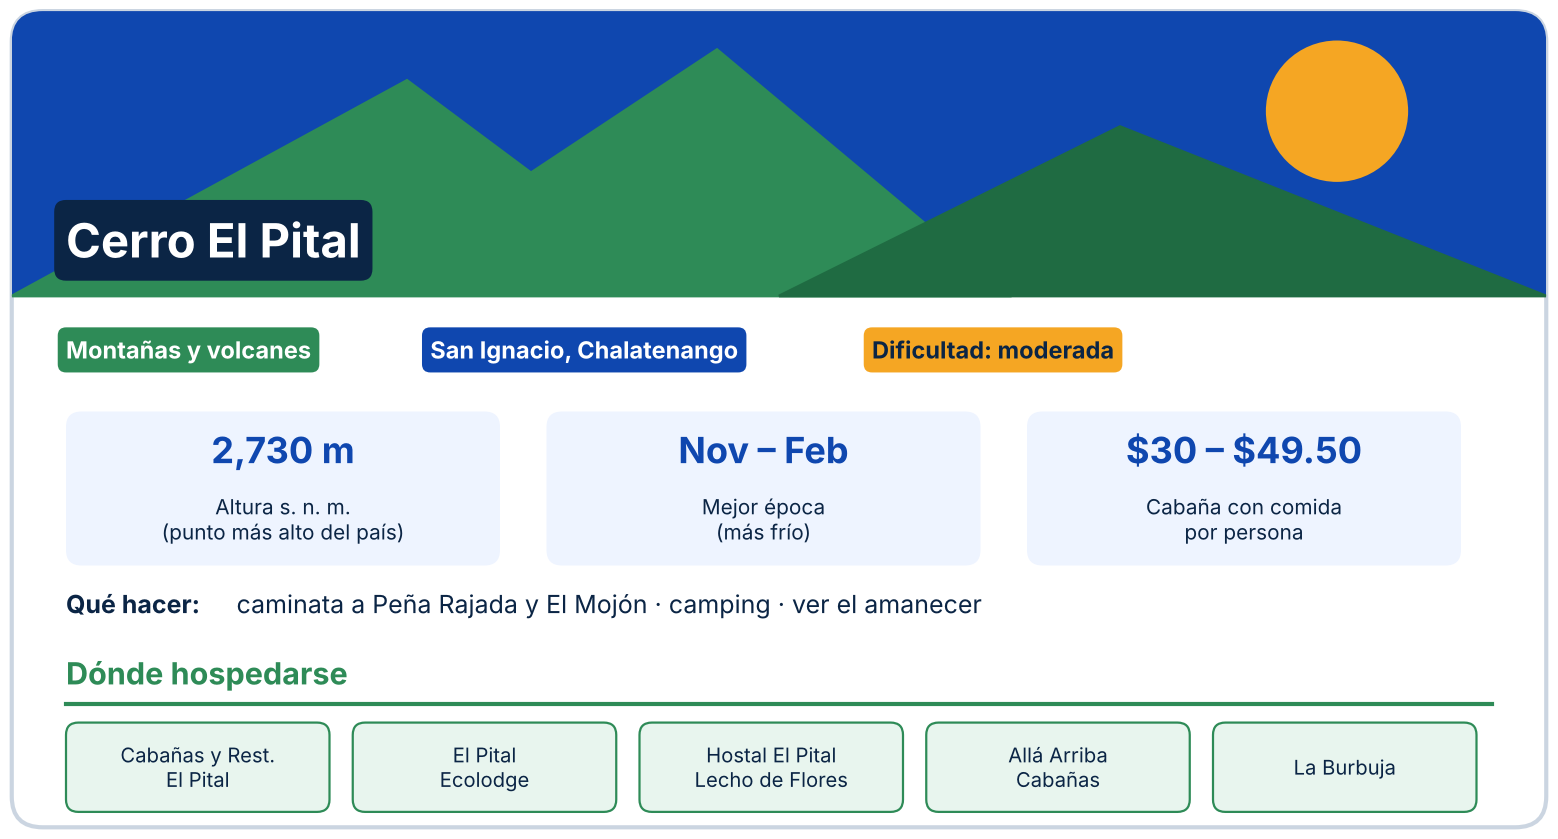 Cerro El Pital
Montañas y volcanes
San Ignacio, Chalatenango
Dificultad: moderada
2,730 m
Altura s. n. m.
(punto más alto del país)
Nov – Feb
Mejor época
(más frío)
$30 – $49.50
Cabaña con comida
por persona
Qué hacer: caminata a Peña Rajada y El Mojón · camping · ver el amanecer
Dónde hospedarse
Cabañas y Rest.
El Pital
El Pital
Ecolodge
Hostal El Pital
Lecho de Flores
Allá Arriba
Cabañas
La Burbuja